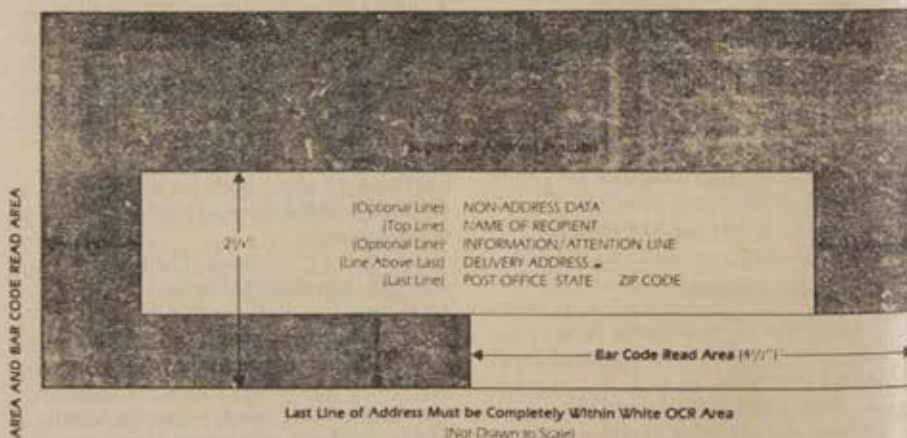 AREA AND BAR CODE READ AREA
(Optional Line) NON-ADDRESS DATA
(Top Line) NAME OF RECIPIENT
(Optional Line) INFORMATION/ATTENTION LINE
(Line Above Last) DELIVERY ADDRESS
(Last Line) POST OFFICE STATE ZIP CODE
Bar Code Read Area (4½")
Last Line of Address Must be Completely Within White OCR Area
(Not Drawn to Scale)